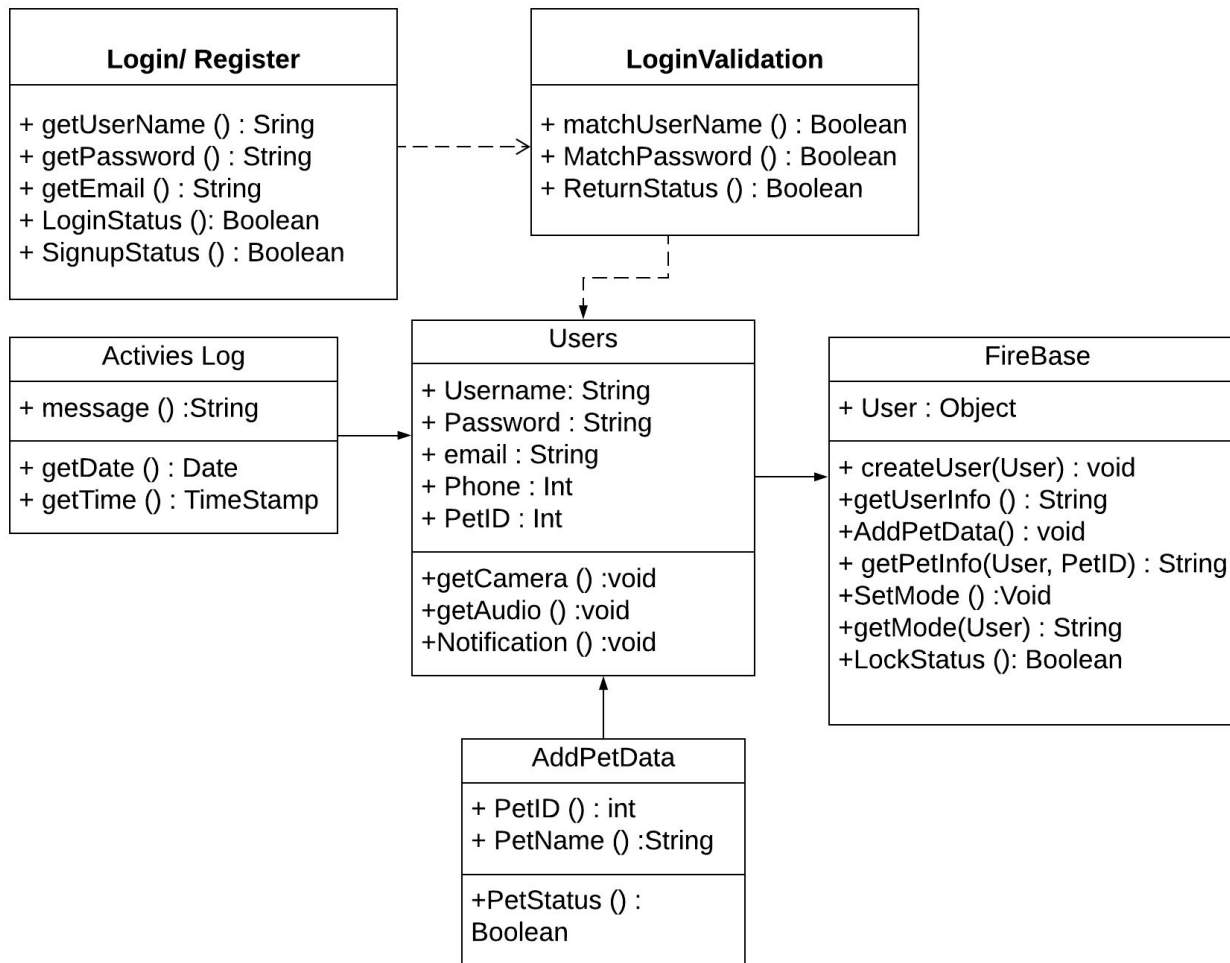 Login/ Register
+ getUserName () : Sring
+ getPassword () : String
+ getEmail () : String
+ LoginStatus (): Boolean
+ SignupStatus () : Boolean
LoginValidation
+ matchUserName () : Boolean
+ MatchPassword () : Boolean
+ ReturnStatus () : Boolean
Activies Log
+ message () :String
+ getDate () : Date
+ getTime () : TimeStamp
Users
+ Username: String
+ Password : String
+ email : String
+ Phone : Int
+ PetID : Int
+getCamera () :void
+getAudio () :void
+Notification () :void
FireBase
+ User : Object
+ createUser(User) : void
+getUserInfo () : String
+AddPetData() : void
+ getPetInfo(User, PetID) : String
+SetMode () :Void
+getMode(User) : String
+LockStatus (): Boolean
AddPetData
+ PetID () : int
+ PetName () :String
+PetStatus () :
Boolean